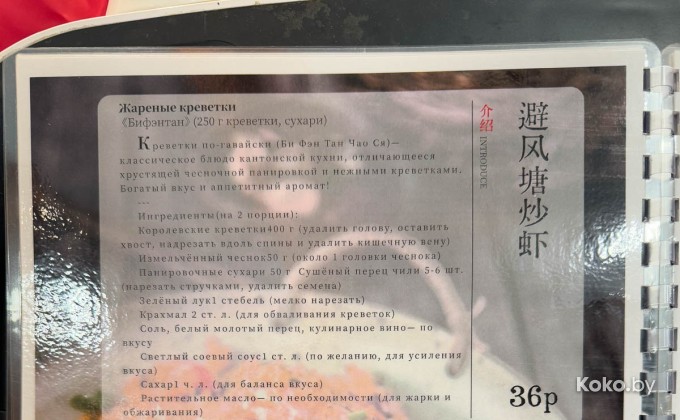 Жареные креветки
《Бифэнтан》(250 г креветки, сухари)
Креветки по-гавайски (Би Фэн Тан Чао Ся)—
классическое блюдо кантонской кухни, отличающееся
хрустящей чесночной панировкой и нежными креветками.
Богатый вкус и аппетитный аромат!
---
Ингредиенты(на 2 порции):
Королевские креветки400 г (удалить голову, оставить
хвост, надрезать вдоль спины и удалить кишечную вену)
Измельчённый чеснок50 г (около 1 головки чеснока)
Панировочные сухари 50 г Сушёный перец чили 5-6 шт.
(нарезать стручками, удалить семена)
Зелёный лук1 стебель (мелко нарезать)
Крахмал 2 ст. л. (для обваливания креветок)
Соль, белый молотый перец, кулинарное вино— по
вкусу
Светлый соевый соус1 ст. л. (по желанию, для усиления
вкуса)
Сахар1 ч. л. (для баланса вкуса)
Растительное масло— по необходимости (для жарки и
обжаривания)
介绍 INTRODUCE
避风塘炒虾
36р
Koko.by